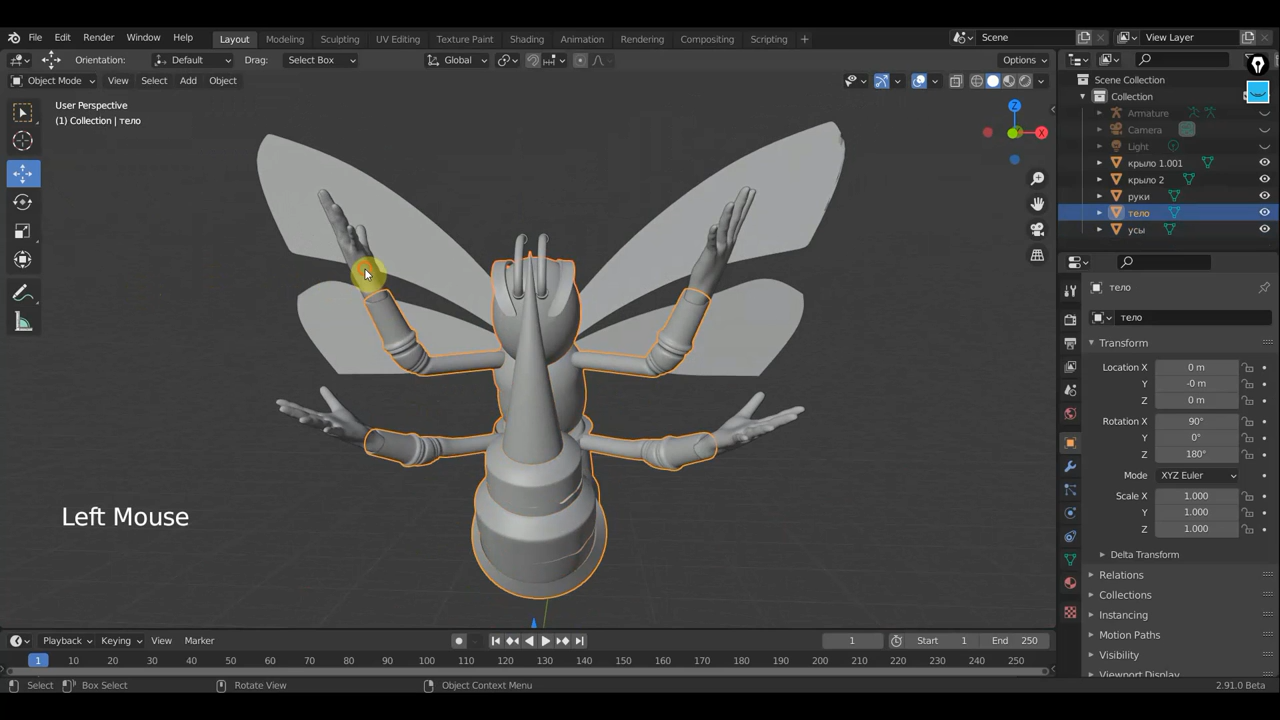 File Edit Render Window Help Layout Modeling Sculpting UV Editing Texture Paint Shading Animation Rendering Compositing Scripting + Scene View Layer
Orientation: Default Drag: Select Box Global Options
Object Mode View Select Add Object
User Perspective
(1) Collection | тело
Z
X
Scene Collection
Collection
Armature
Camera
Light
крыло 1.001
крыло 2
руки
тело
усы
тело
тело
Transform
Location X 0 m
Y -0 m
Z 0 m
Rotation X 90°
Y 0°
Z 180°
Mode XYZ Euler
Scale X 1.000
Y 1.000
Z 1.000
Delta Transform
Relations
Collections
Instancing
Motion Paths
Visibility
Viewport Display
Left Mouse
Playback Keying View Marker 1 Start 1 End 250
1 10 20 30 40 50 60 70 80 90 100 110 120 130 140 150 160 170 180 190 200 210 220 230 240 250
Select Box Select Rotate View Object Context Menu 2.91.0 Beta